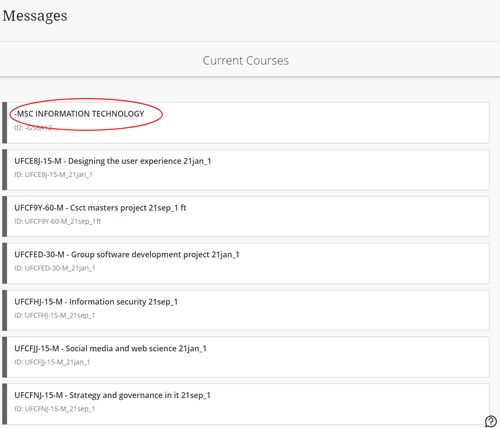 Messages
Current Courses
-MSC INFORMATION TECHNOLOGY
ID: -G56A12
UFCE8J-15-M - Designing the user experience 21jan_1
ID: UFCE8J-15-M_21jan_1
UFCF9Y-60-M - Csct masters project 21sep_1 ft
ID: UFCF9Y-60-M_21sep_1ft
UFCFED-30-M - Group software development project 21jan_1
ID: UFCFED-30-M_21jan_1
UFCFHJ-15-M - Information security 21sep_1
ID: UFCFHJ-15-M_21sep_1
UFCFJJ-15-M - Social media and web science 21jan_1
ID: UFCFJJ-15-M_21jan_1
UFCFNJ-15-M - Strategy and governance in it 21sep_1
ID: UFCFNJ-15-M_21sep_1